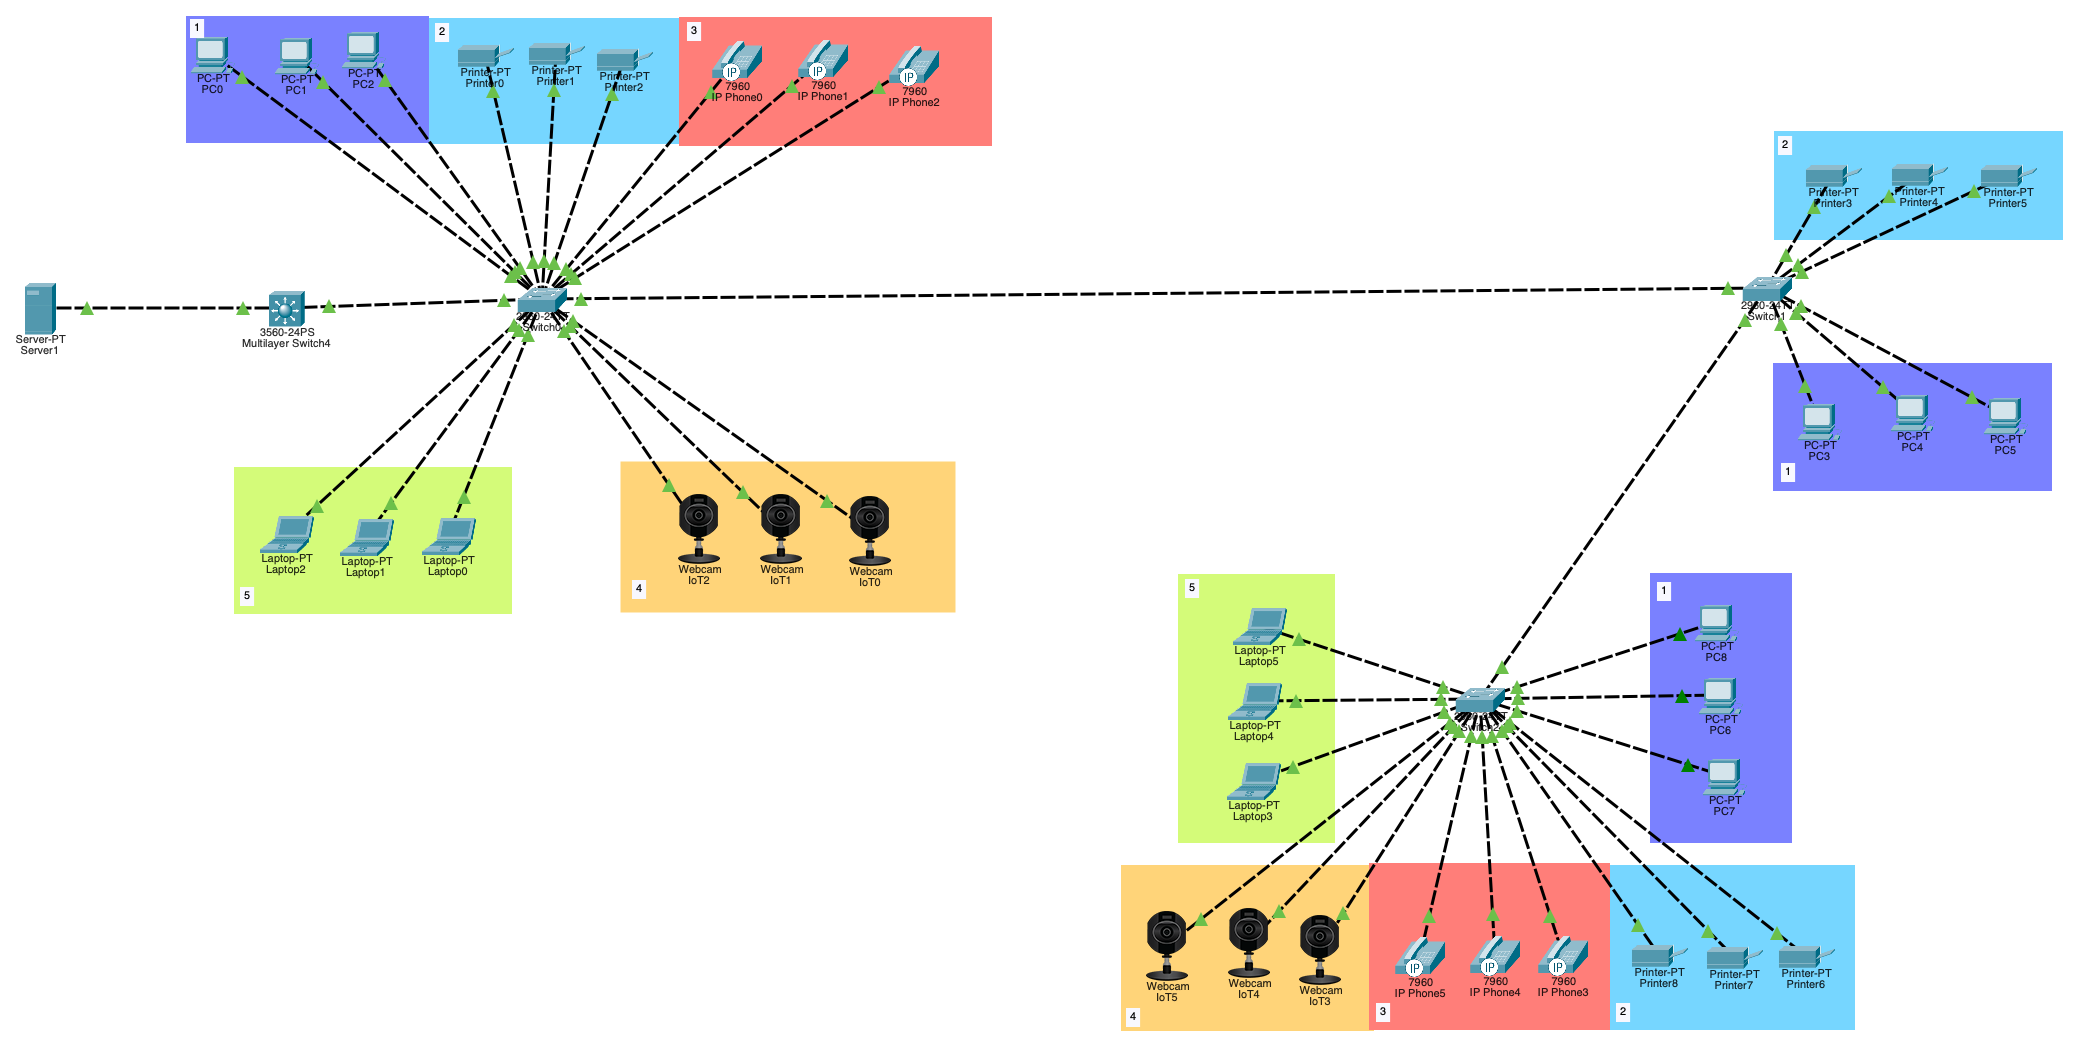 1
PC-PT
PC0
PC-PT
PC1
PC-PT
PC2
2
Printer-PT
Printer0
Printer-PT
Printer1
Printer-PT
Printer2
3
IP
7960
IP Phone0
IP
7960
IP Phone1
IP
7960
IP Phone2
2
Printer-PT
Printer3
Printer-PT
Printer4
Printer-PT
Printer5
Server-PT
Server1
3560-24PS
Multilayer Switch4
Switch0
Switch1
PC-PT
PC3
PC-PT
PC4
PC-PT
PC5
1
Laptop-PT
Laptop2
Laptop-PT
Laptop1
Laptop-PT
Laptop0
5
Webcam
IoT2
Webcam
IoT1
Webcam
IoT0
4
5
Laptop-PT
Laptop5
Laptop-PT
Laptop4
Laptop-PT
Laptop3
1
PC-PT
PC8
PC-PT
PC6
PC-PT
PC7
Switch2
Webcam
IoT5
Webcam
IoT4
Webcam
IoT3
4
IP
7960
IP Phone5
IP
7960
IP Phone4
IP
7960
IP Phone3
3
Printer-PT
Printer8
Printer-PT
Printer7
Printer-PT
Printer6
2